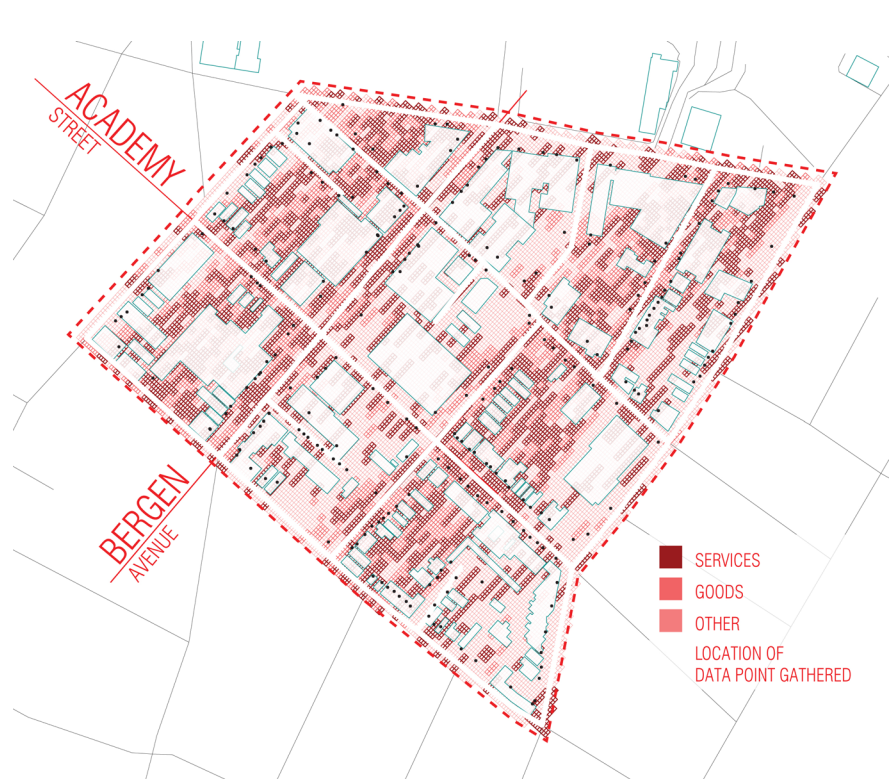 ACADEMY
STREET
BERGEN
AVENUE
SERVICES
GOODS
OTHER
LOCATION OF
DATA POINT GATHERED